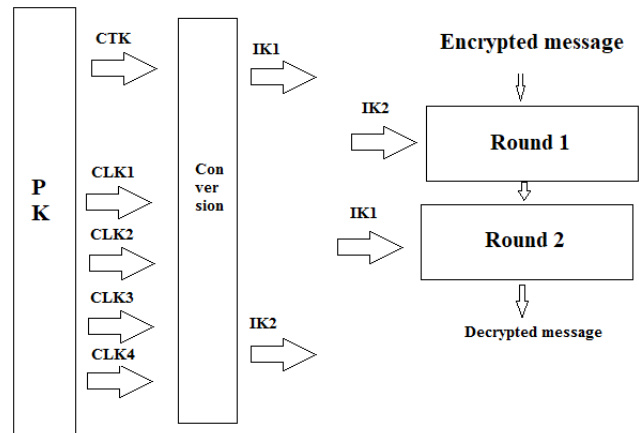 CTK
IK1
Encrypted message
IK2
Round 1
P
K
CLK1
Con
ver
sion
IK1
CLK2
Round 2
CLK3
IK2
Decrypted message
CLK4